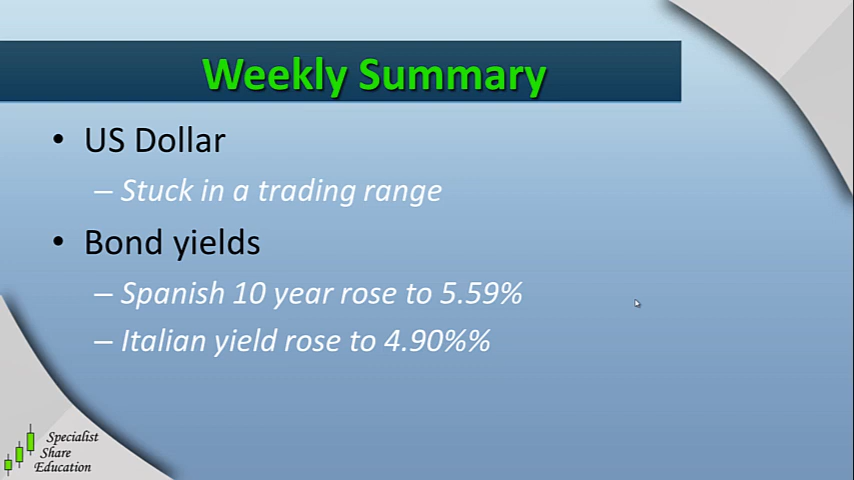 Weekly Summary
• US Dollar
– Stuck in a trading range
• Bond yields
– Spanish 10 year rose to 5.59%
– Italian yield rose to 4.90%%
Specialist
Share
Education